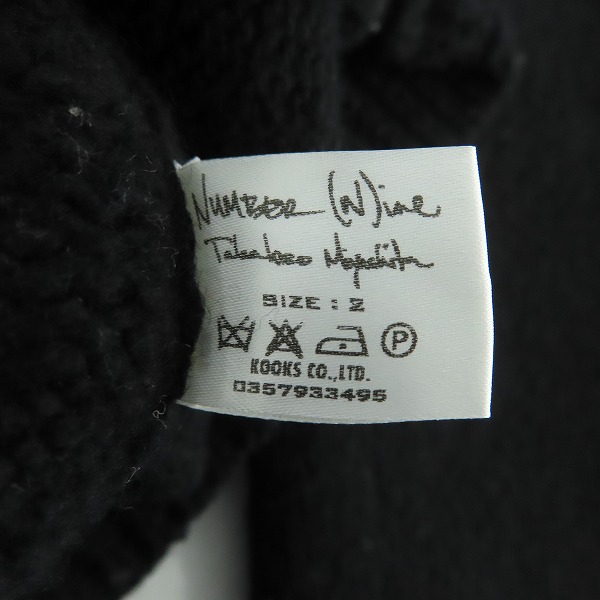 NUMBER (N)ine
Takahiro Miyashita
SIZE : 2
P
KOOKS CO.,LTD.
0357933495